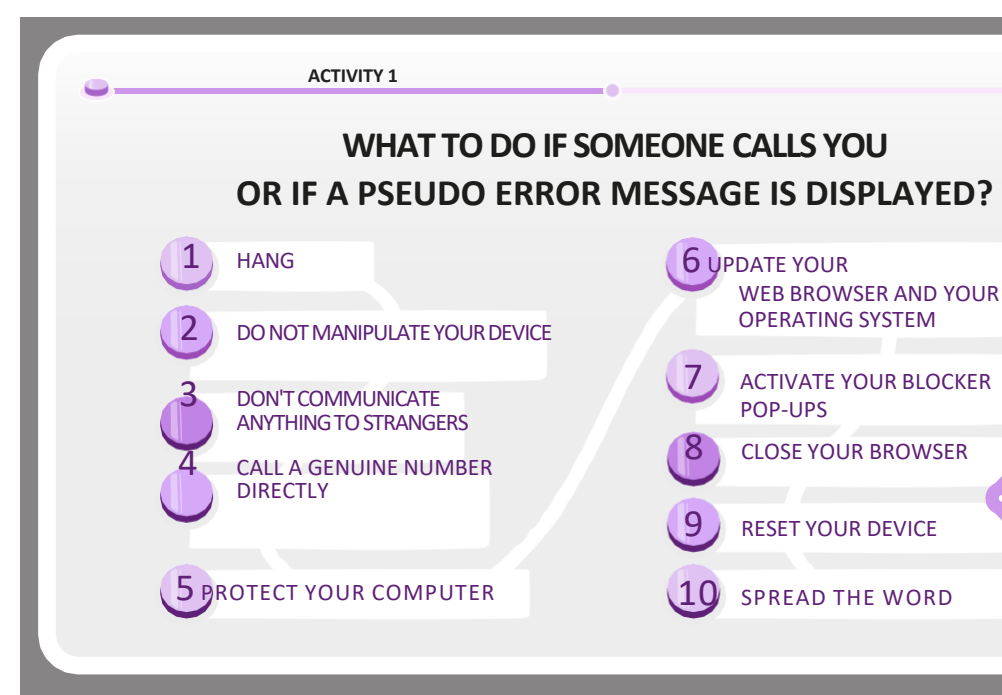 ACTIVITY 1
WHAT TO DO IF SOMEONE CALLS YOU
OR IF A PSEUDO ERROR MESSAGE IS DISPLAYED?
1 HANG
2 DO NOT MANIPULATE YOUR DEVICE
3 DON'T COMMUNICATE
ANYTHING TO STRANGERS
4 CALL A GENUINE NUMBER
DIRECTLY
5 PROTECT YOUR COMPUTER
6 UPDATE YOUR
WEB BROWSER AND YOUR
OPERATING SYSTEM
7 ACTIVATE YOUR BLOCKER
POP-UPS
8 CLOSE YOUR BROWSER
9 RESET YOUR DEVICE
10 SPREAD THE WORD